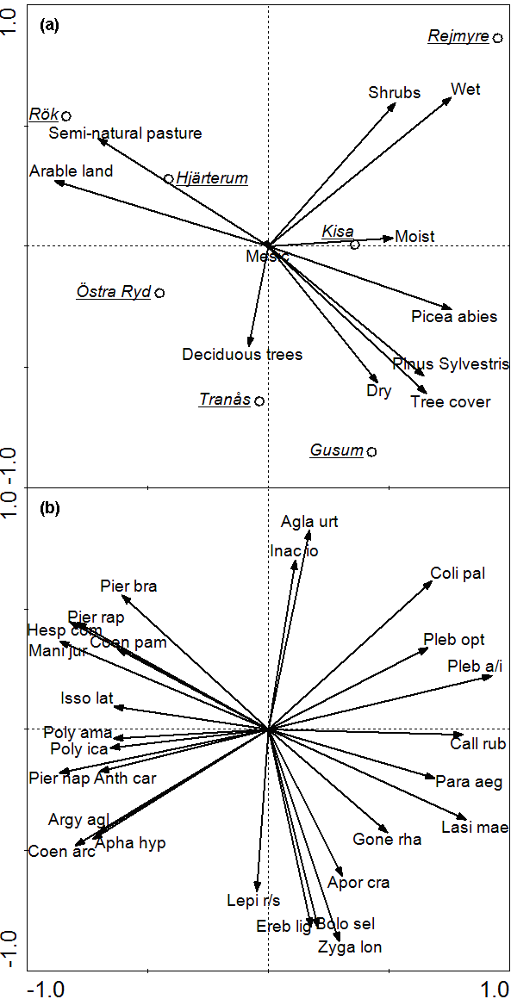 1.0
(a)
Rejmyre
Shrubs
Wet
Rök
Semi-natural pasture
Arable land
Hjärterum
Kisa
Moist
Mesic
Östra Ryd
Picea abies
Deciduous trees
Pinus Sylvestris
Dry
Tree cover
Tranås
Gusum
-1.0
1.0
(b)
Agla urt
Inac io
Coli pal
Pier bra
Pier rap
Hesp com
Coen pam
Mani jur
Pleb opt
Pleb a/i
Isso lat
Poly ama
Call rub
Poly ica
Pier nap
Anth car
Para aeg
Argy agl
Lasi mae
Gone rha
Apha hyp
Coen arc
Apor cra
Lepi r/s
Ereb lig
Bolo sel
Zyga lon
-1.0
-1.0
1.0